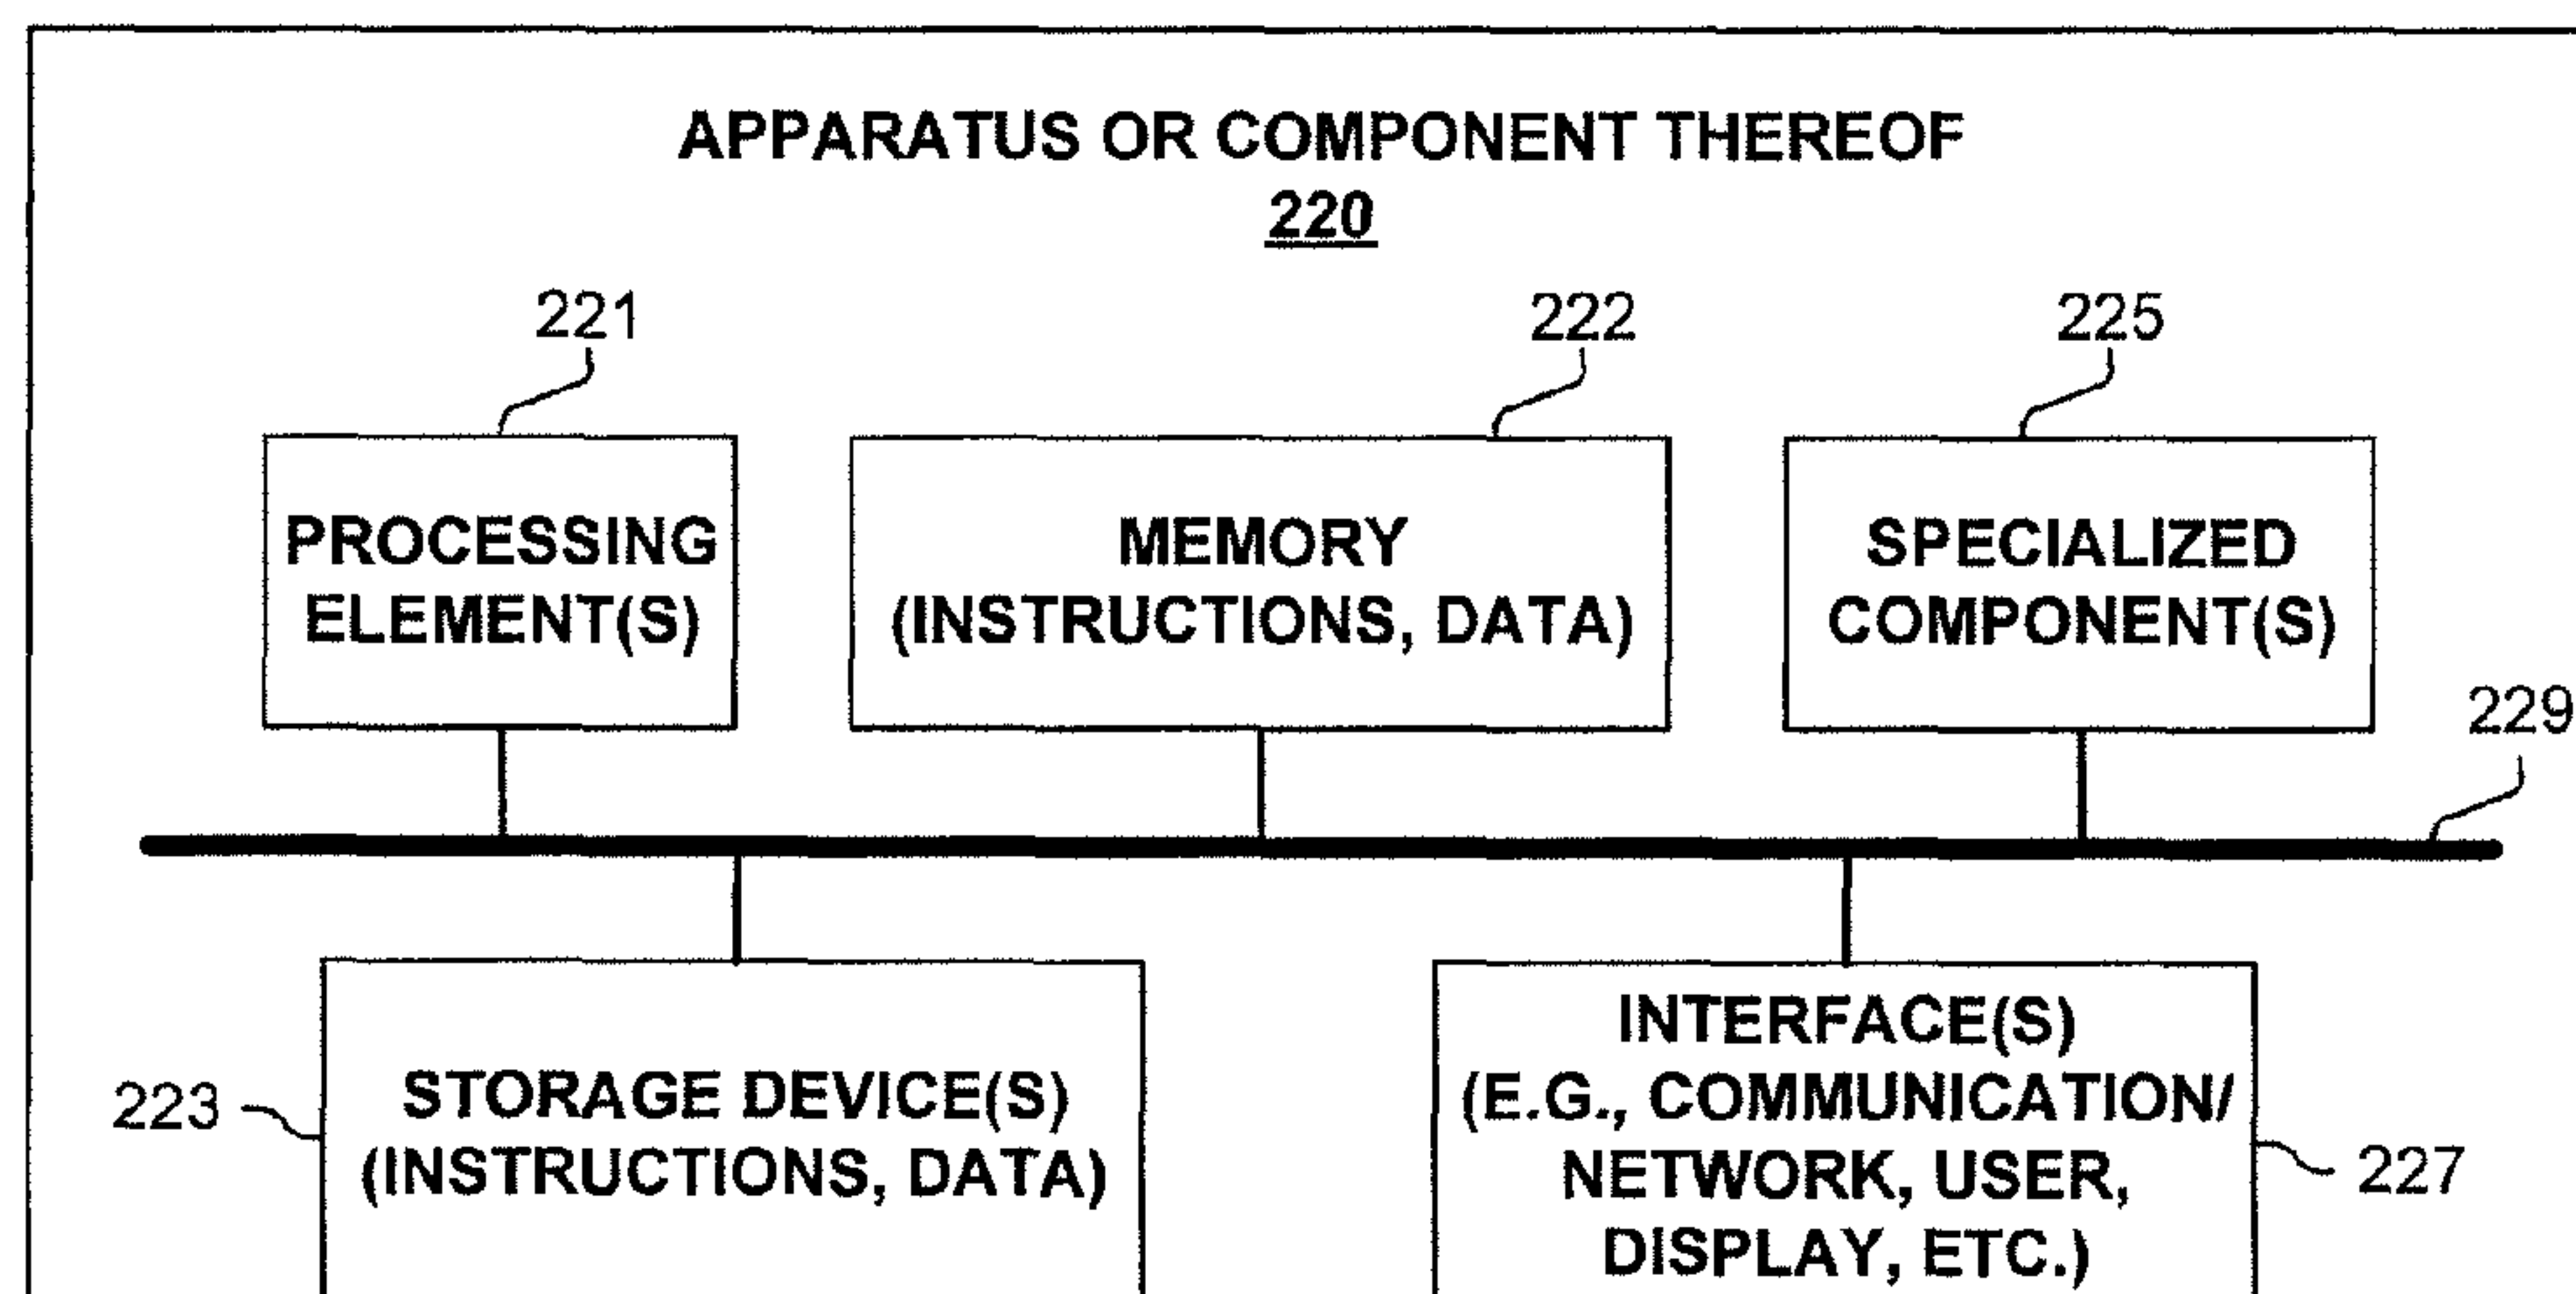 APPARATUS OR COMPONENT THEREOF
220
221
222
225
PROCESSING
ELEMENT(S)
MEMORY
(INSTRUCTIONS, DATA)
SPECIALIZED
COMPONENT(S)
229
223
STORAGE DEVICE(S)
(INSTRUCTIONS, DATA)
INTERFACE(S)
(E.G., COMMUNICATION/
NETWORK, USER,
DISPLAY, ETC.)
227